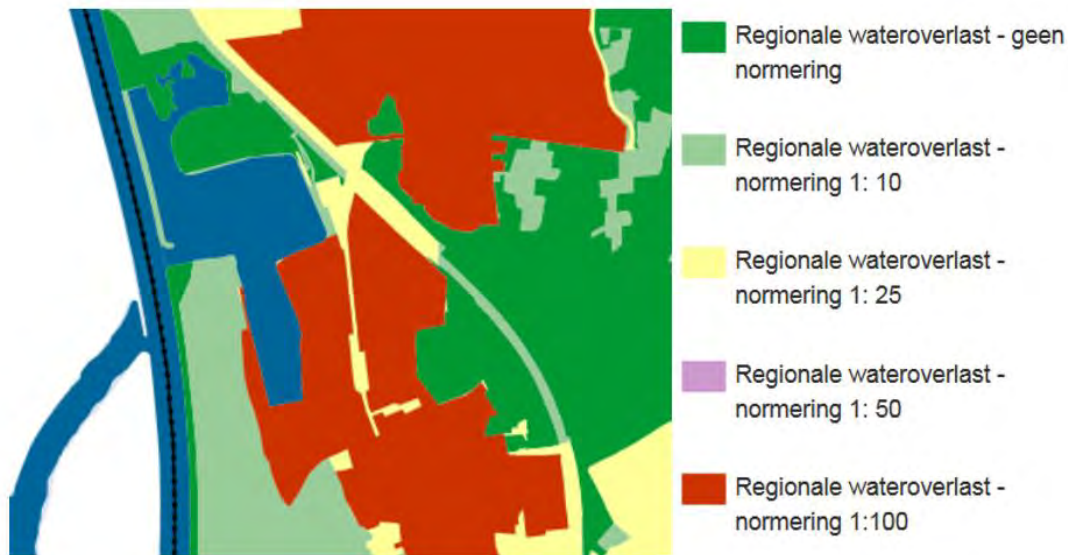 Regionale wateroverlast - geen
normering
Regionale wateroverlast -
normering 1: 10
Regionale wateroverlast -
normering 1: 25
Regionale wateroverlast -
normering 1: 50
Regionale wateroverlast -
normering 1:100